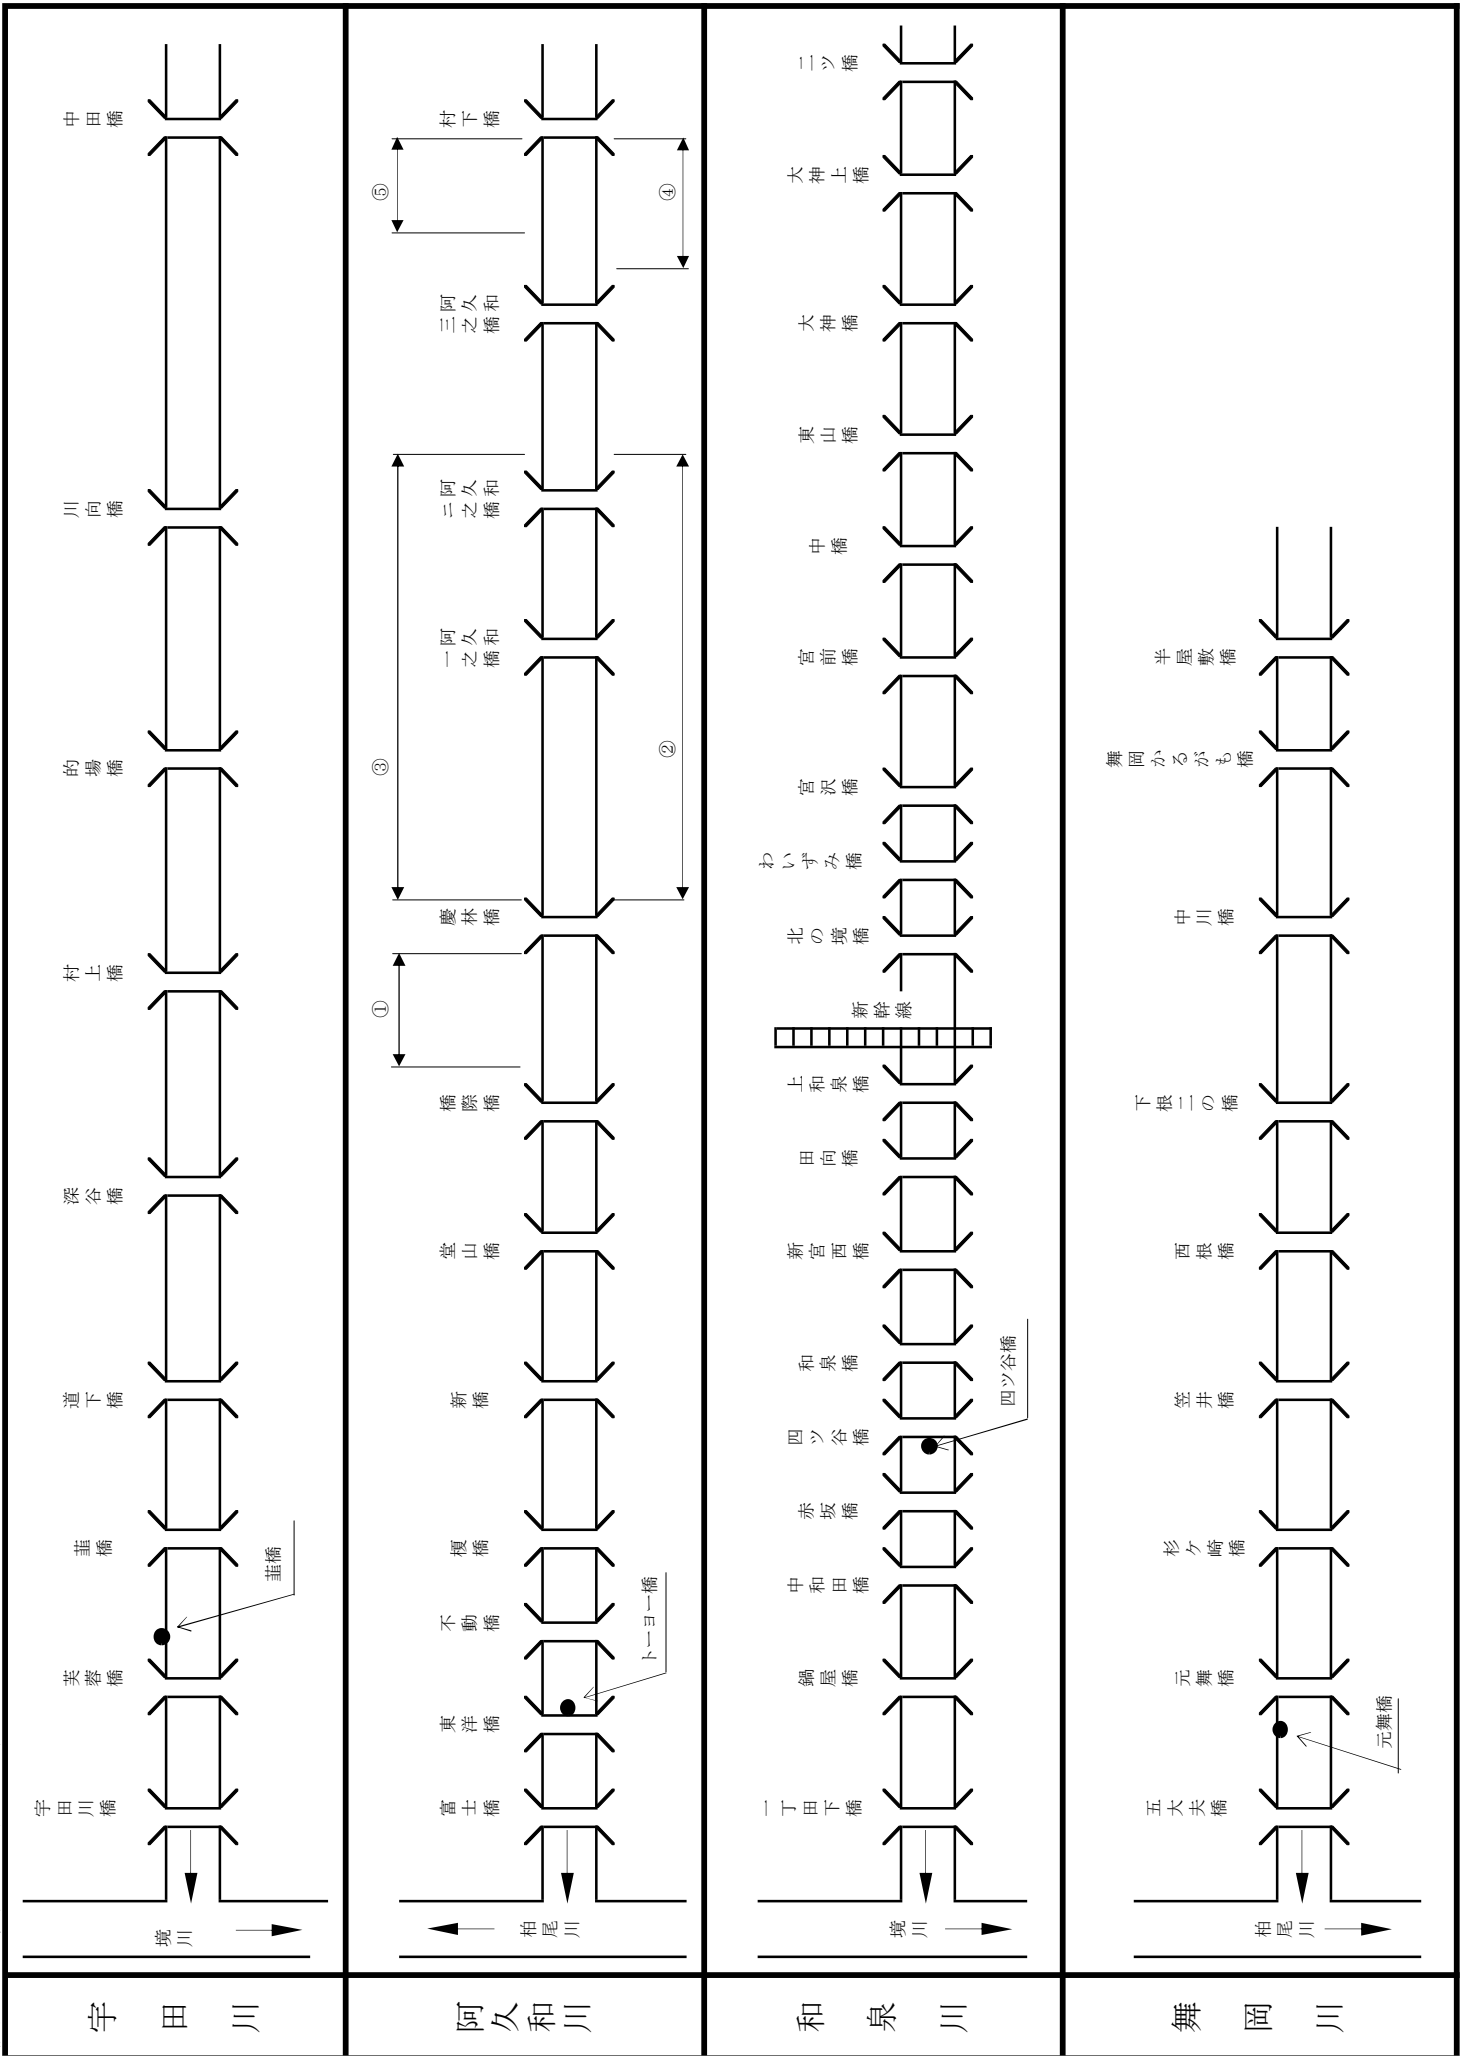 宇田川
境川
宇田川橋
芙蓉橋
韮橋
韮橋
道下橋
深谷橋
村上橋
的場橋
川向橋
中田橋
阿久和川
柏尾川
富士橋
東洋橋
トーヨー橋
不動橋
榎橋
新橋
堂山橋
橋際橋
①
慶林橋
③
②
阿久和
一之橋
阿久和
ニ之橋
阿久和
三之橋
⑤
④
村下橋
和泉川
境川
一丁田下橋
鍋屋橋
中和田橋
赤坂橋
四ツ谷橋
四ツ谷橋
和泉橋
新宮西橋
田向橋
上和泉橋
新幹線
北の境橋
わいずみ橋
宮沢橋
宮前橋
中橋
東山橋
大神橋
大神上橋
二ツ橋
舞岡川
柏尾川
五大夫橋
元舞橋
元舞橋
杉ケ崎橋
笠井橋
西根橋
下根二の橋
中川橋
舞岡かるがも橋
半屋敷橋